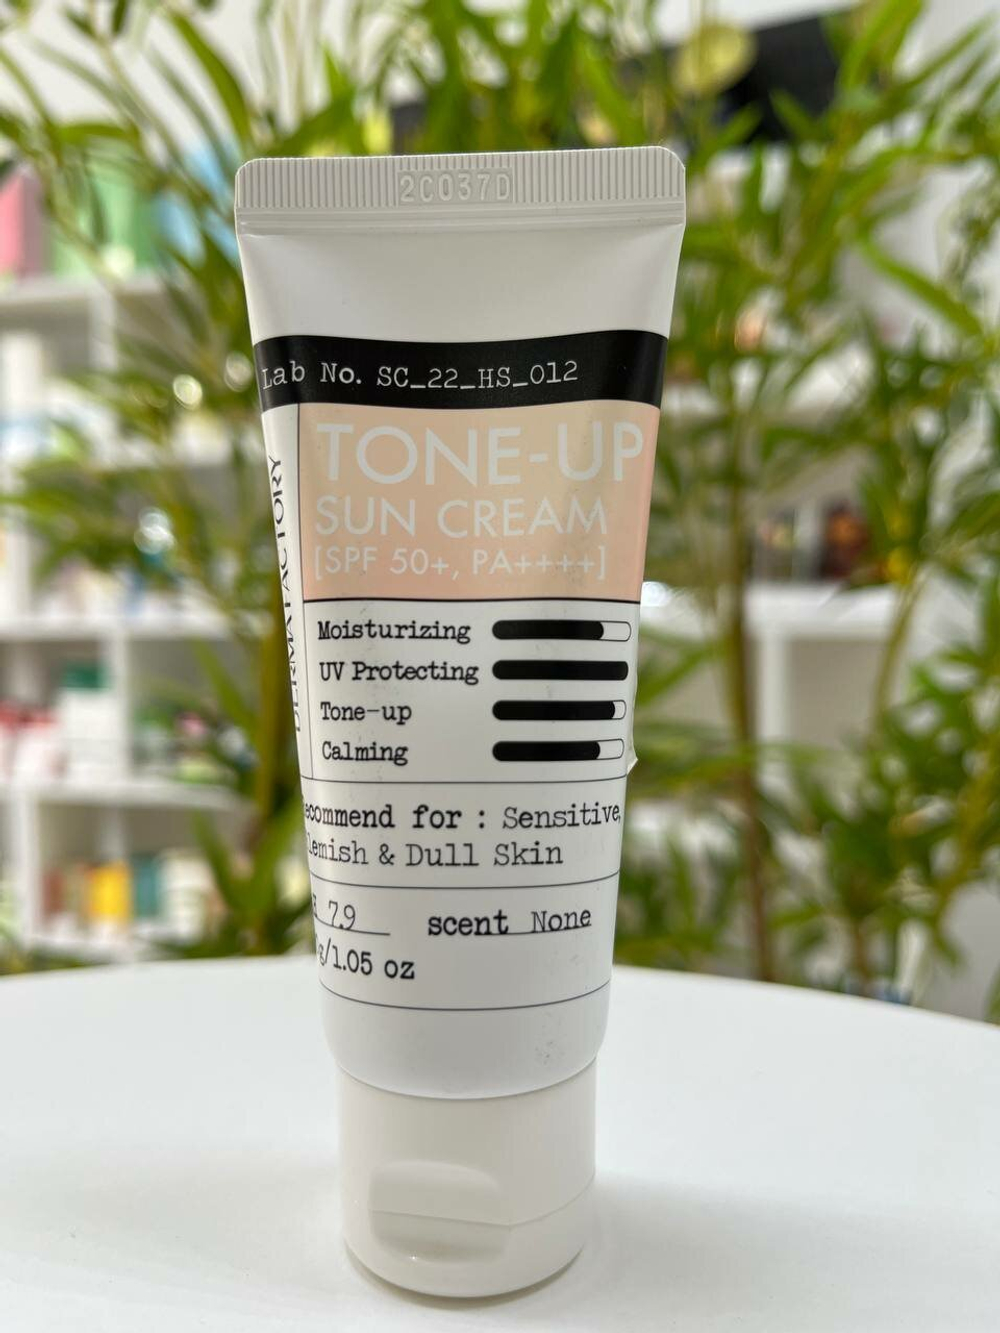 2C037D
Lab No. SC_22_HS_012
DERMA FACTORY
TONE-UP
SUN CREAM
[SPF 50+, PA++++]
Moisturizing
UV Protecting
Tone-up
Calming
ecommend for : Sensitive,
lemish & Dull Skin
H 7.9 scent None
g/1.05 oz